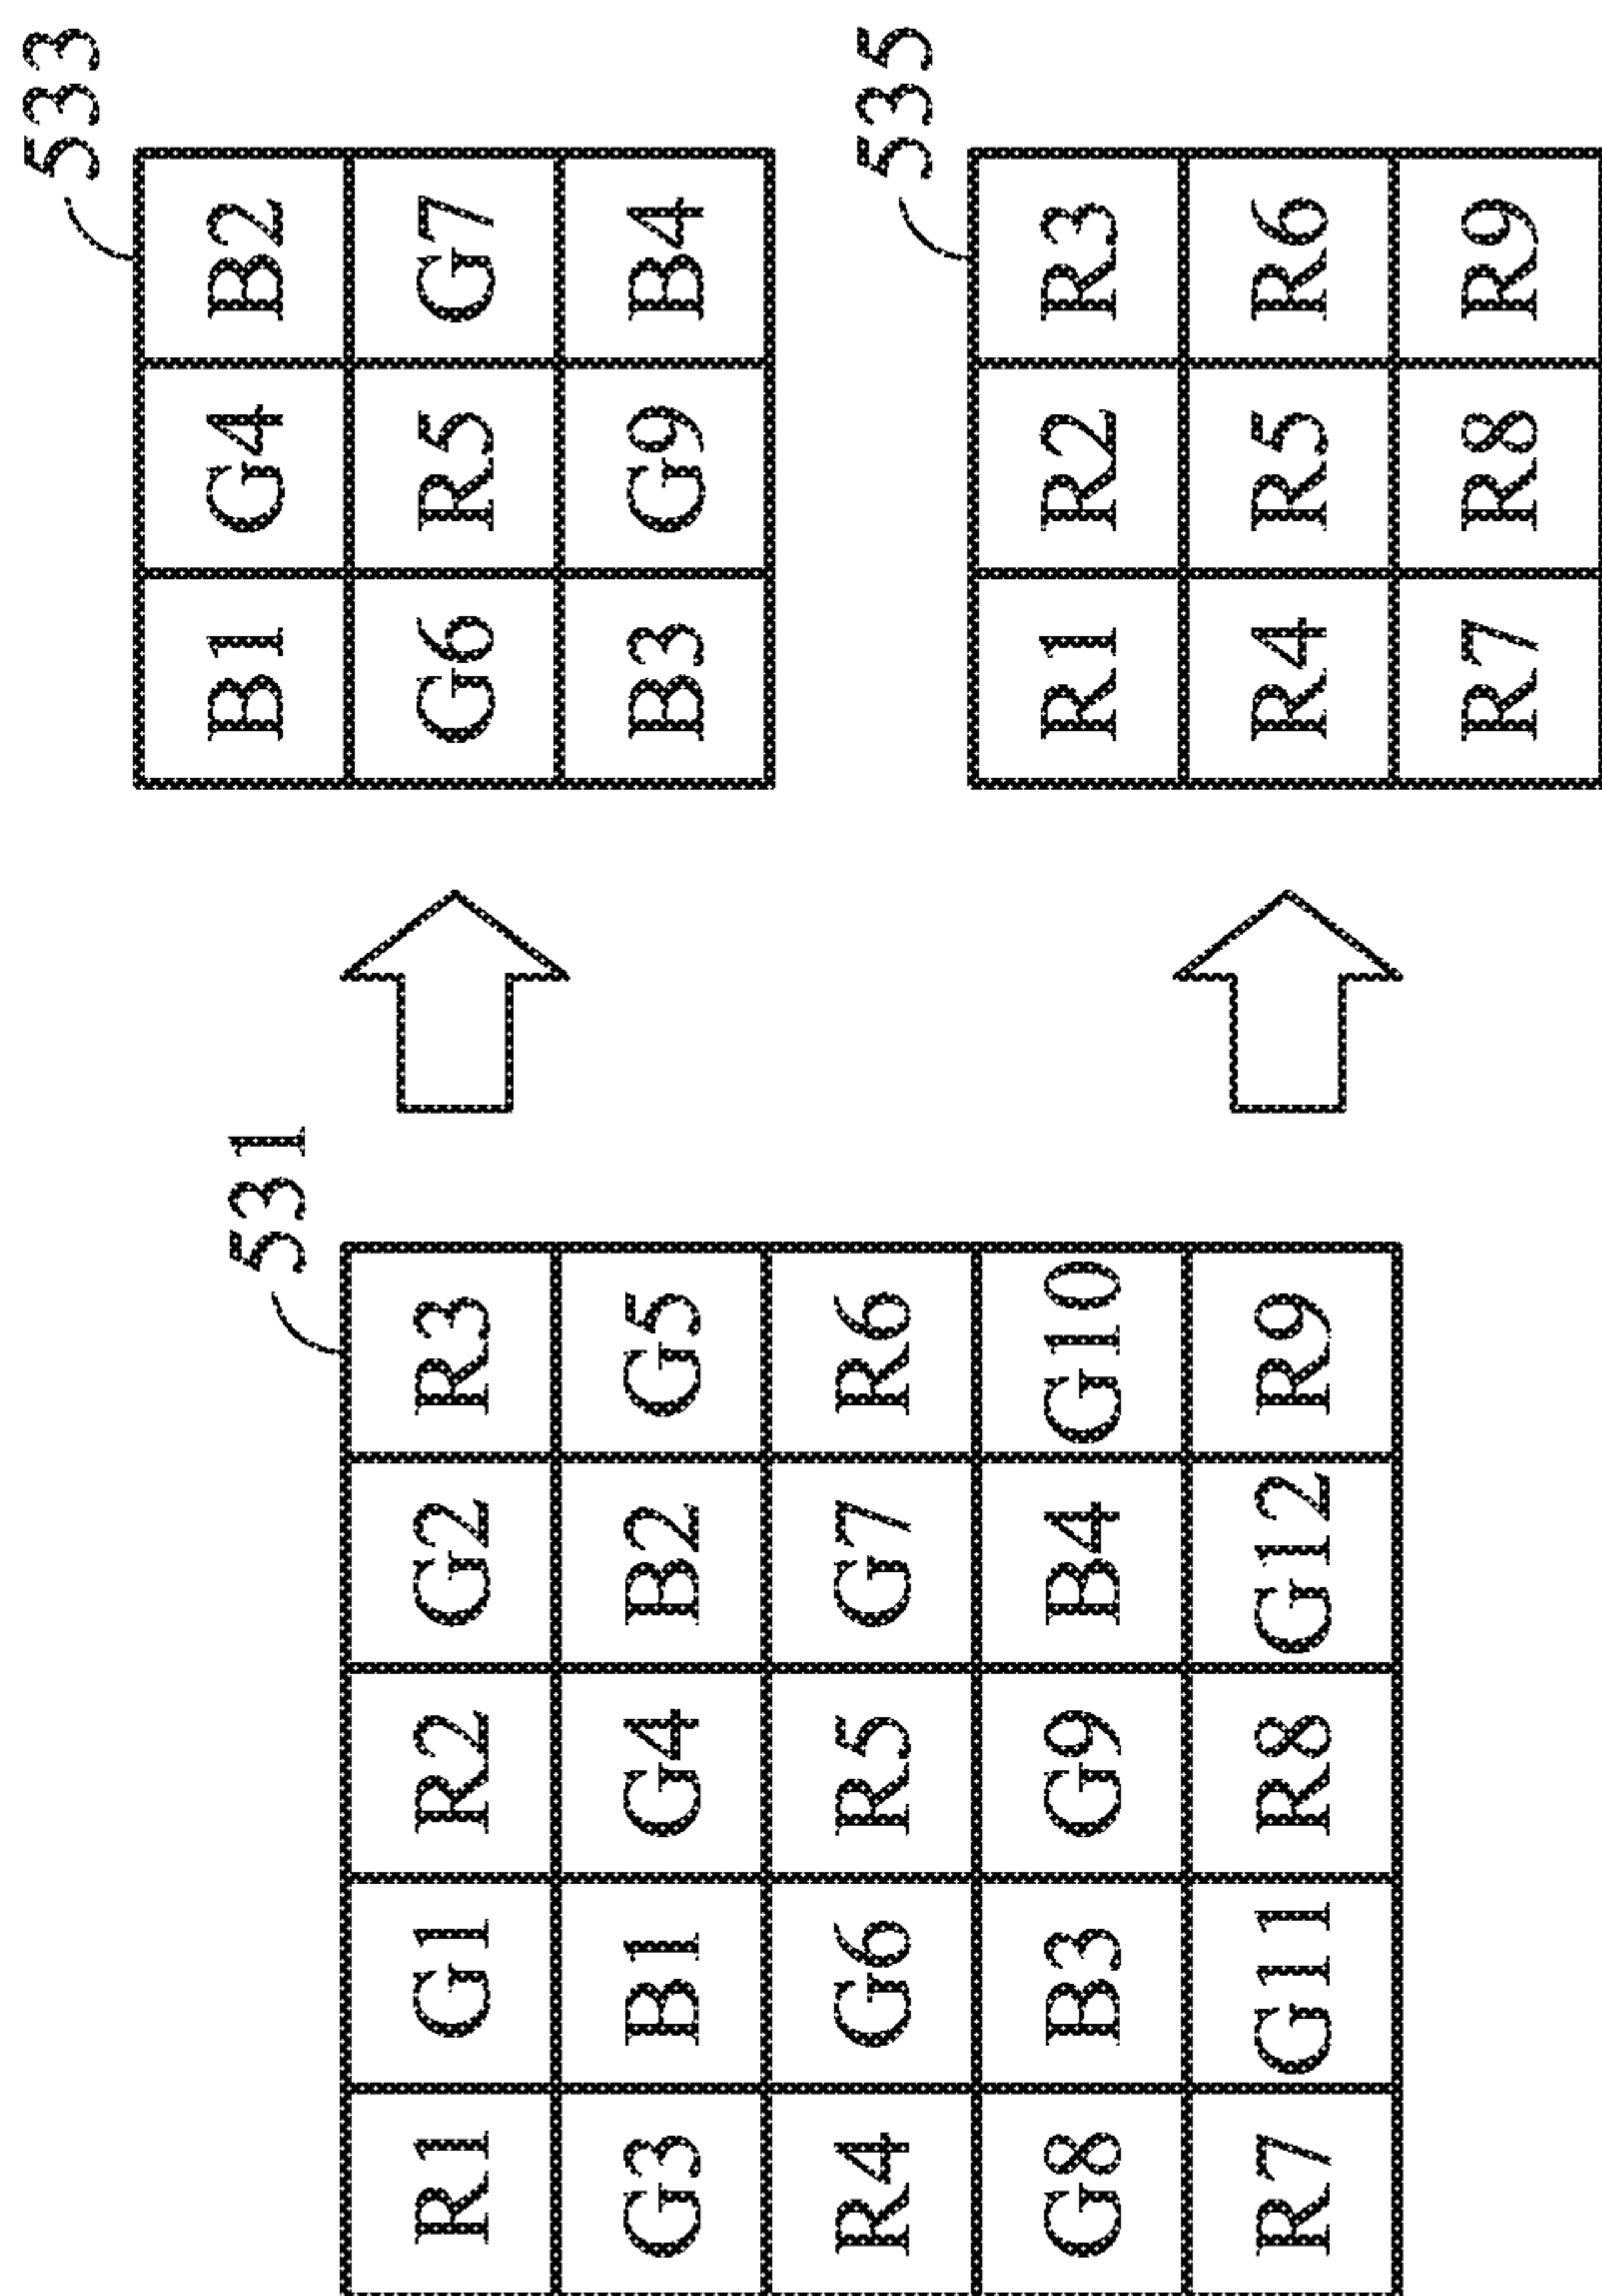 531
R1 G1 R2 G2 R3
G3 B1 G4 B2 G5
R4 G6 R5 G7 R6
G8 B3 G9 B4 G10
R7 G11 R8 G12 R9
533
B1 G4 B2
G6 R5 G7
B3 G9 B4
535
R1 R2 R3
R4 R5 R6
R7 R8 R9